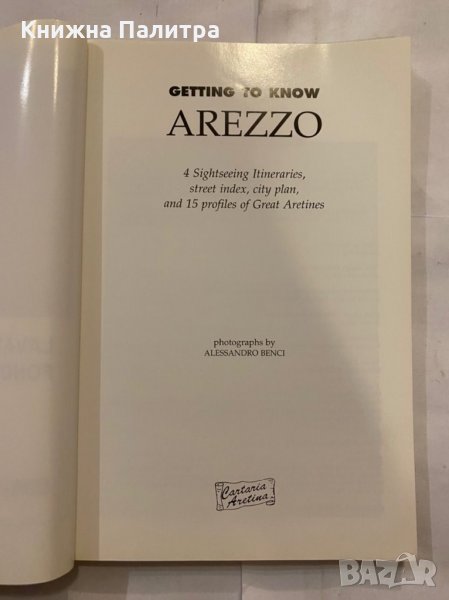 Книжна Палитра
GETTING TO KNOW
AREZZO
4 Sightseeing Itineraries,
street index, city plan,
and 15 profiles of Great Aretines
photographs by
ALESSANDRO BENCI
Cartaria
Aretina
BAZAR